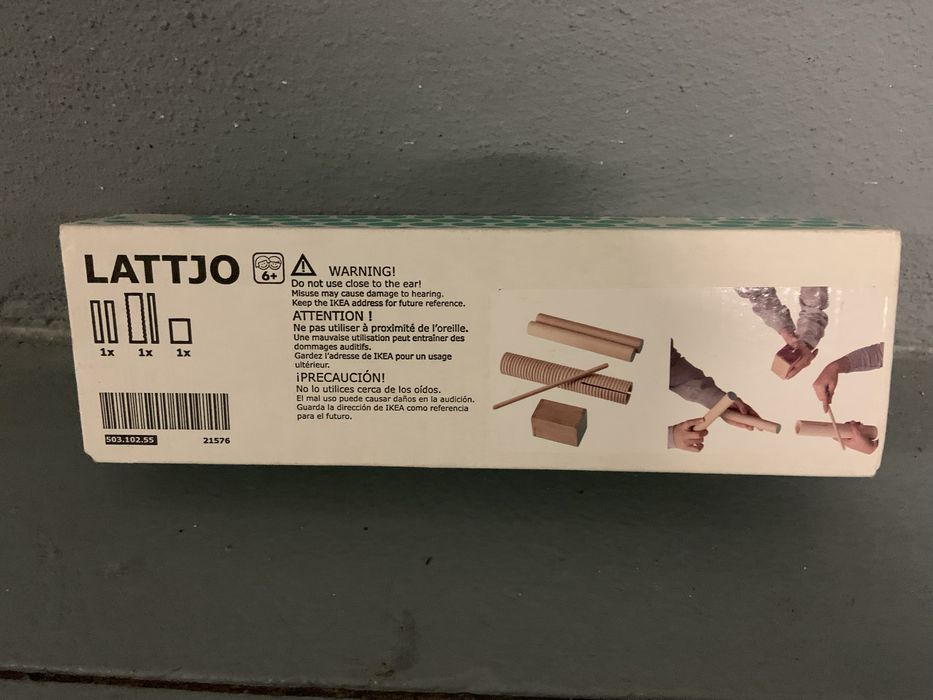 LATTJO
6+
1x 1x 1x
503.102.55 21576
WARNING!
Do not use close to the ear!
Misuse may cause damage to hearing.
Keep the IKEA address for future reference.
ATTENTION !
Ne pas utiliser à proximité de l'oreille.
Une mauvaise utilisation peut entraîner des
dommages auditifs.
Gardez l'adresse de IKEA pour un usage
ultérieur.
¡PRECAUCIÓN!
No lo utilices cerca de los oídos.
El mal uso puede causar daños en la audición.
Guarda la dirección de IKEA como referencia
para el futuro.